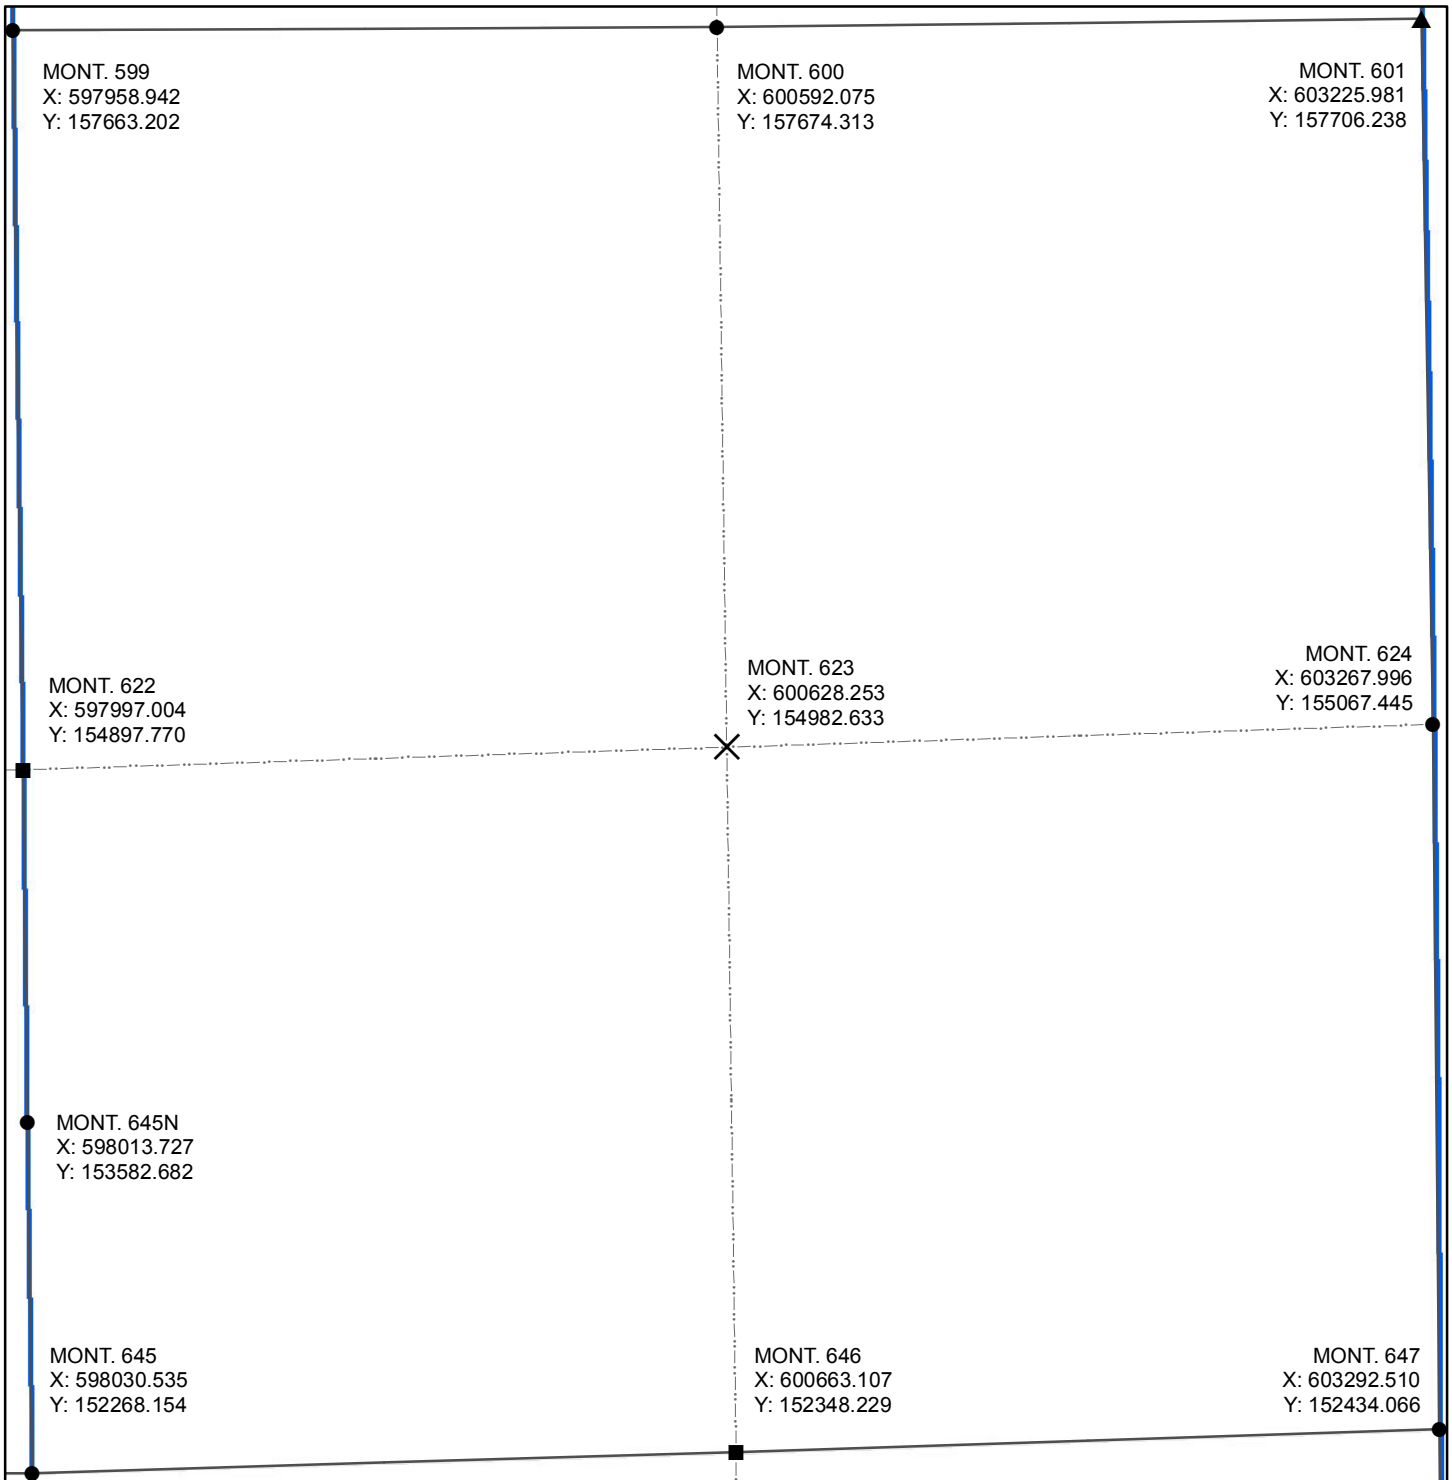 MONT. 599
X: 597958.942
Y: 157663.202
MONT. 600
X: 600592.075
Y: 157674.313
MONT. 601
X: 603225.981
Y: 157706.238
MONT. 622
X: 597997.004
Y: 154897.770
MONT. 623
X: 600628.253
Y: 154982.633
MONT. 624
X: 603267.996
Y: 155067.445
MONT. 645N
X: 598013.727
Y: 153582.682
MONT. 645
X: 598030.535
Y: 152268.154
MONT. 646
X: 600663.107
Y: 152348.229
MONT. 647
X: 603292.510
Y: 152434.066